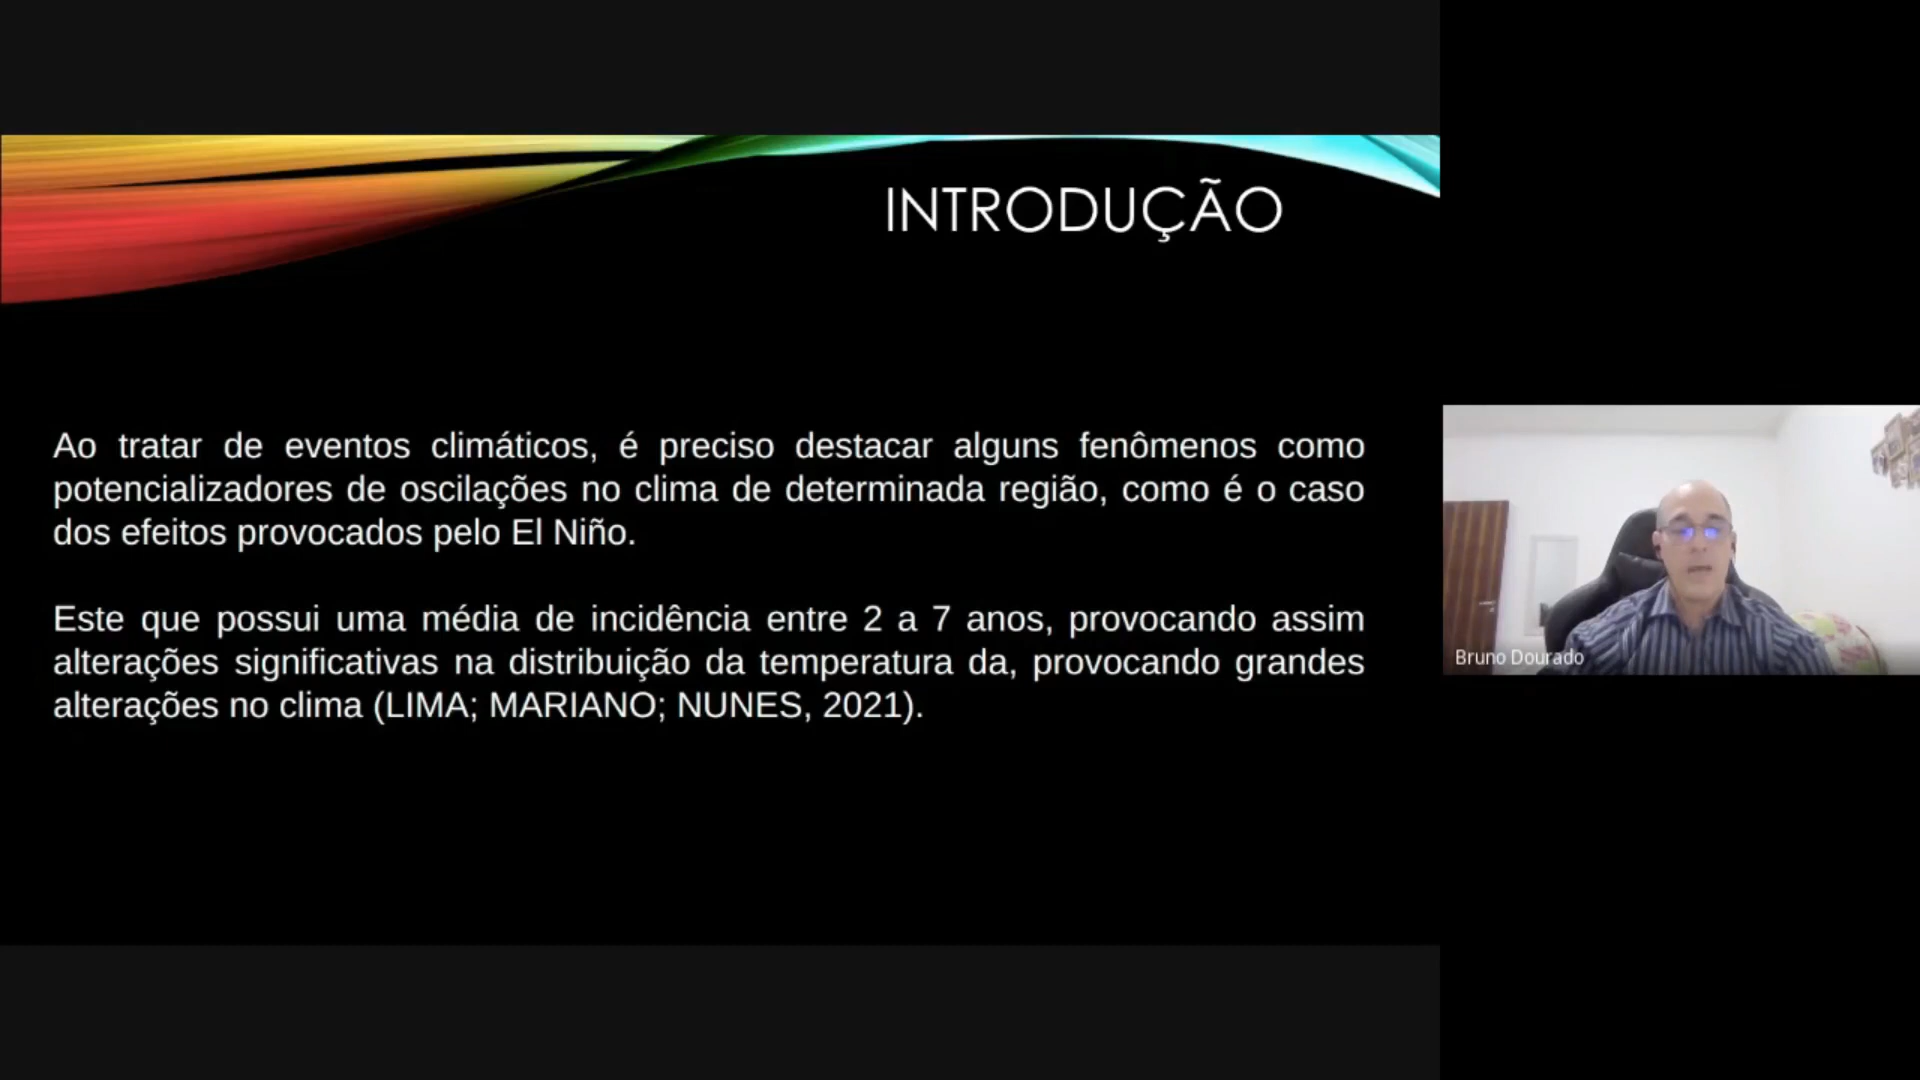 INTRODUÇÃO
Ao tratar de eventos climáticos, é preciso destacar alguns fenômenos como
potencializadores de oscilações no clima de determinada região, como é o caso
dos efeitos provocados pelo El Niño.
Este que possui uma média de incidência entre 2 a 7 anos, provocando assim
alterações significativas na distribuição da temperatura da, provocando grandes
alterações no clima (LIMA; MARIANO; NUNES, 2021).
Bruno Dourado